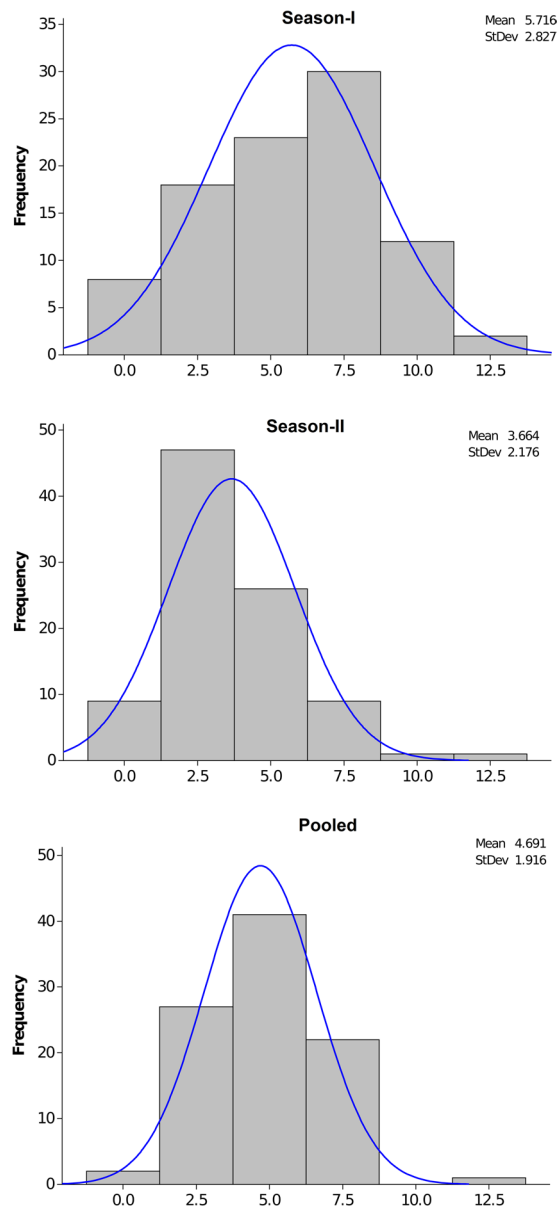 Season-I
Mean 5.716
StDev 2.827
35
30
25
20
15
10
5
0
Frequency
0.0 2.5 5.0 7.5 10.0 12.5
Season-II
Mean 3.664
StDev 2.176
50
40
30
20
10
0
Frequency
0.0 2.5 5.0 7.5 10.0 12.5
Pooled
Mean 4.691
StDev 1.916
50
40
30
20
10
0
Frequency
0.0 2.5 5.0 7.5 10.0 12.5